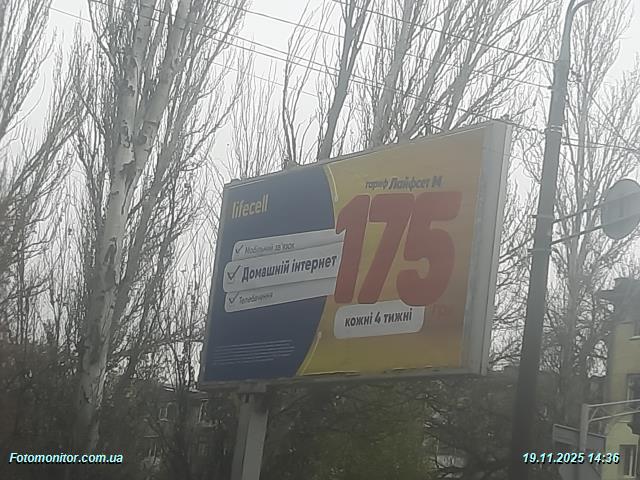 lifecell
тариф Лайфсет М
175
грн
Мобільний зв'язок
Домашній інтернет
Телебачення
кожні 4 тижні
Fotomonitor.com.ua
19.11.2025 14:36